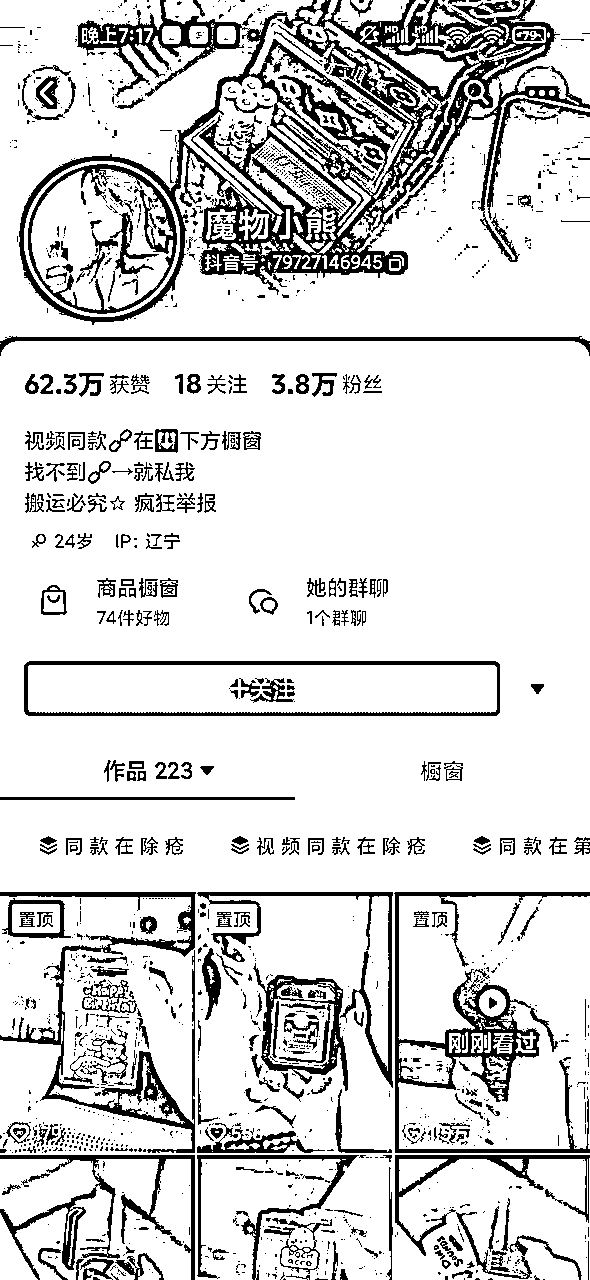 晚上7:17
79
魔物小熊
抖音号:79727146945
62.3万 获赞 18 关注 3.8万 粉丝
视频同款🔗在⬇️下方橱窗
找不到🔗→就私我
搬运必究☆ 疯狂举报
♀ 24岁 IP: 辽宁
商品橱窗
74件好物
她的群聊
1个群聊
+关注
作品 223
橱窗
同款在除疮
视频同款在除疮
同款在第
置顶
置顶
置顶
刚刚看过